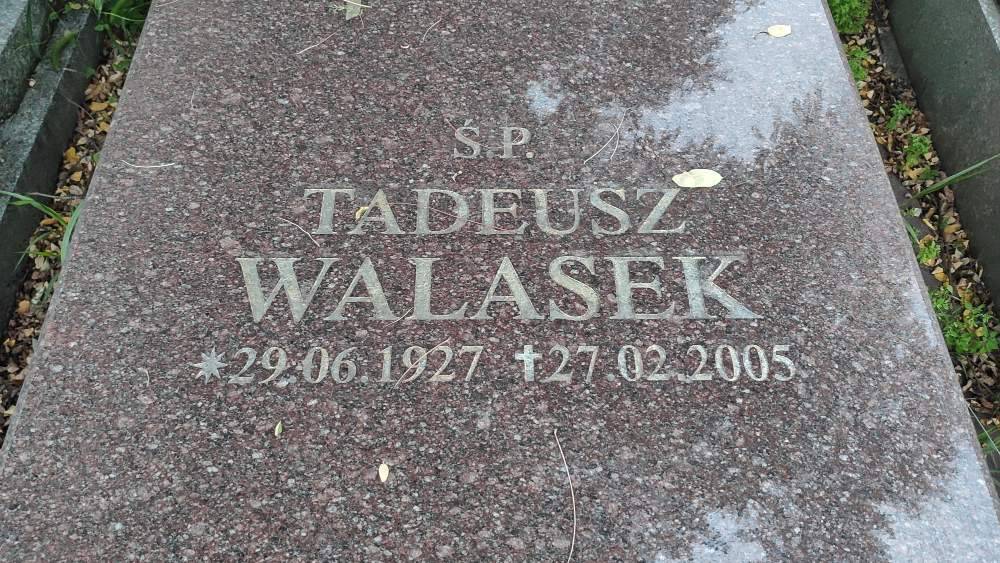 Ś.P.
TADEUSZ
WALASEK
*29.06.1927 †27.02.2005